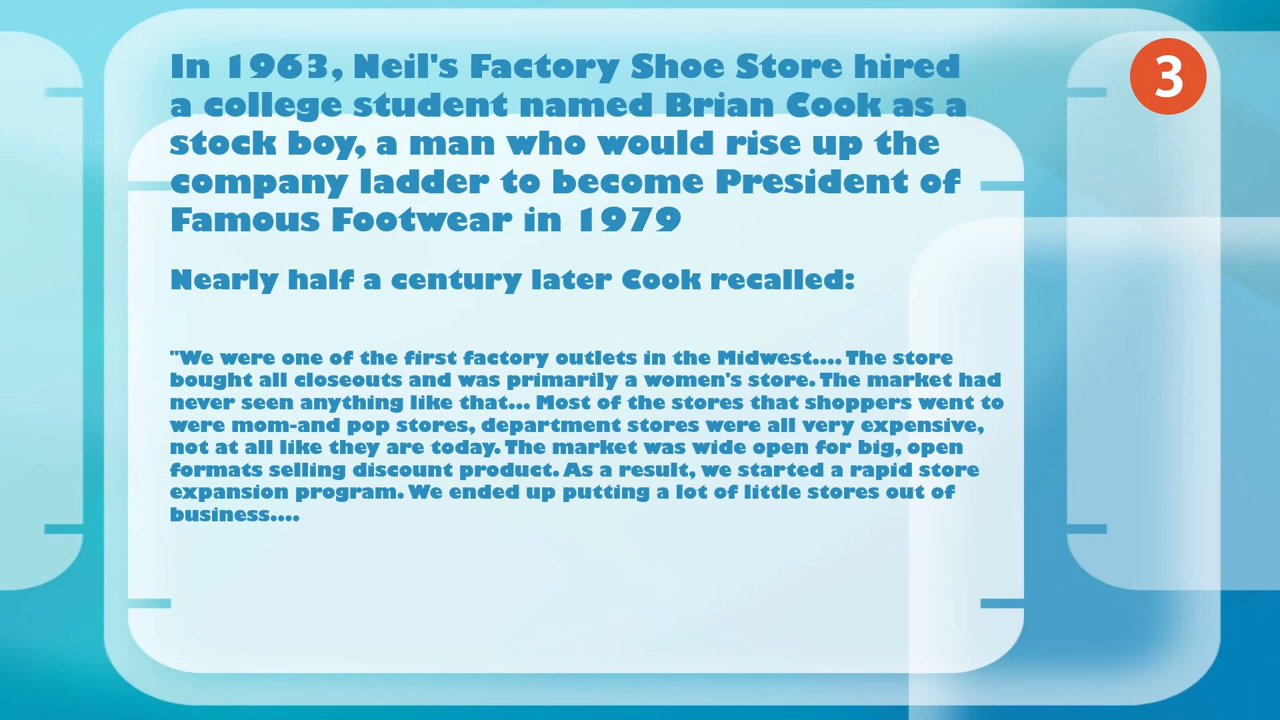 In 1963, Neil's Factory Shoe Store hired
a college student named Brian Cook as a
stock boy, a man who would rise up the
company ladder to become President of
Famous Footwear in 1979
Nearly half a century later Cook recalled:
"We were one of the first factory outlets in the Midwest.... The store
bought all closeouts and was primarily a women's store. The market had
never seen anything like that... Most of the stores that shoppers went to
were mom-and pop stores, department stores were all very expensive,
not at all like they are today. The market was wide open for big, open
formats selling discount product. As a result, we started a rapid store
expansion program. We ended up putting a lot of little stores out of
business....
3